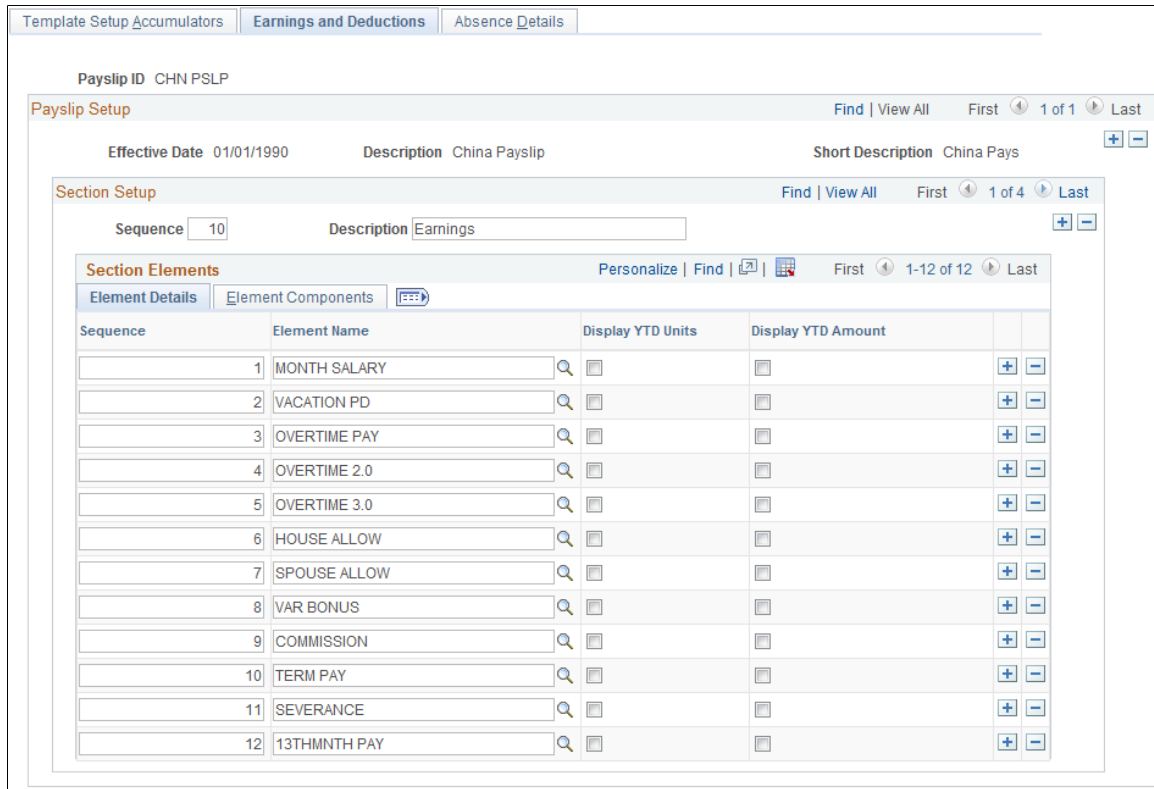 Template Setup Accumulators Earnings and Deductions Absence Details
Payslip ID CHN PSLP
Payslip Setup Find | View All First 1 of 1 Last
Effective Date 01/01/1990 Description China Payslip Short Description China Pays
Section Setup Find | View All First 1 of 4 Last
Sequence 10 Description Earnings
Section Elements Personalize | Find | | First 1-12 of 12 Last
Element Details Element Components
Sequence Element Name Display YTD Units Display YTD Amount
1 MONTH SALARY
2 VACATION PD
3 OVERTIME PAY
4 OVERTIME 2.0
5 OVERTIME 3.0
6 HOUSE ALLOW
7 SPOUSE ALLOW
8 VAR BONUS
9 COMMISSION
10 TERM PAY
11 SEVERANCE
12 13THMNTH PAY